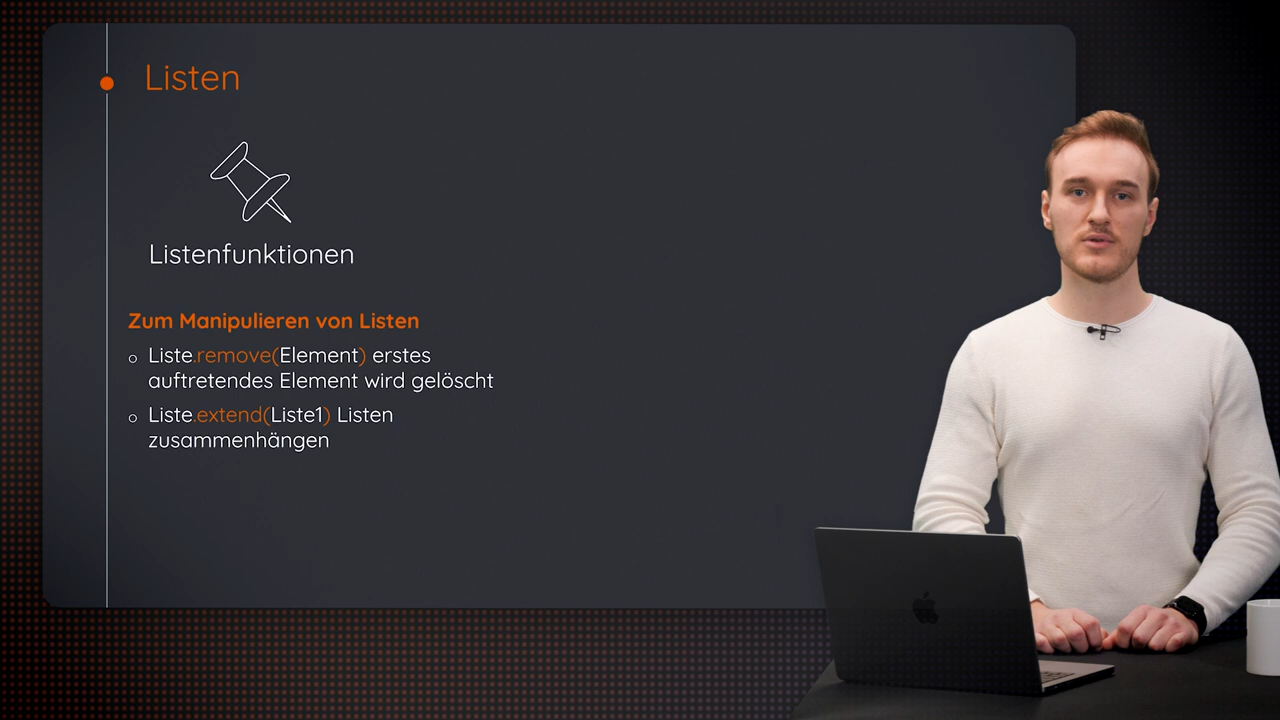 Listen
Listenfunktionen
Zum Manipulieren von Listen
Liste.remove(Element) erstes
auftretendes Element wird gelöscht
Liste.extend(Liste1) Listen
zusammenhängen